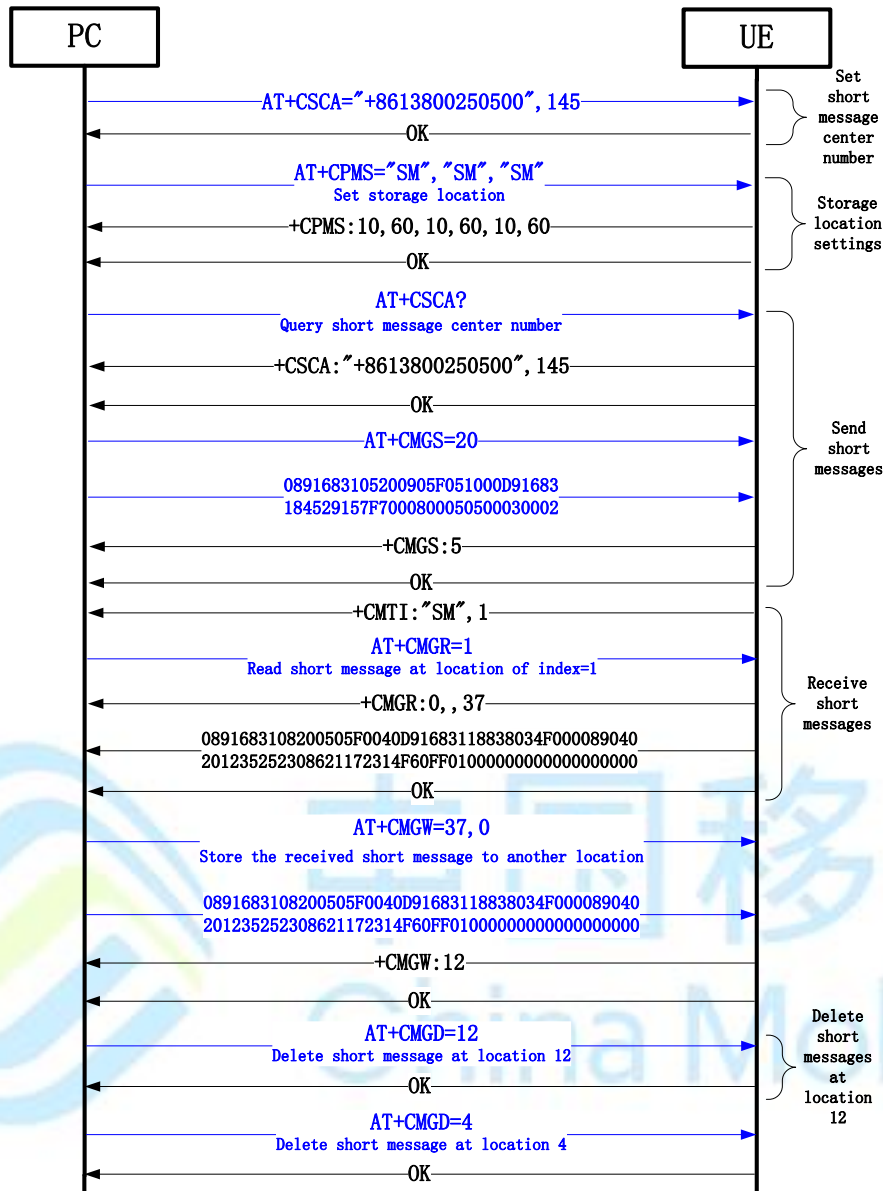 PC
UE
AT+CSCA="+8613800250500",145
OK
Set
short
message
center
number
AT+CPMS="SM","SM","SM"
Set storage location
+CPMS:10,60,10,60,10,60
OK
Storage
location
settings
AT+CSCA?
Query short message center number
+CSCA:"+8613800250500",145
OK
AT+CMGS=20
0891683105200905F051000D91683
184529157F7000800050500030002
+CMGS:5
OK
Send
short
messages
+CMTI:"SM",1
AT+CMGR=1
Read short message at location of index=1
+CMGR:0,,37
0891683108200505F0040D91683118838034F000089040
20123525230862117231​4F60FF01000000000000000000
OK
Receive
short
messages
AT+CMGW=37,0
Store the received short message to another location
0891683108200505F0040D91683118838034F000089040
201235252308621172314F60FF01000000000000000000
+CMGW:12
OK
AT+CMGD=12
Delete short message at location 12
OK
Delete
short
messages
at
location
12
AT+CMGD=4
Delete short message at location 4
OK
中国移
China Mo